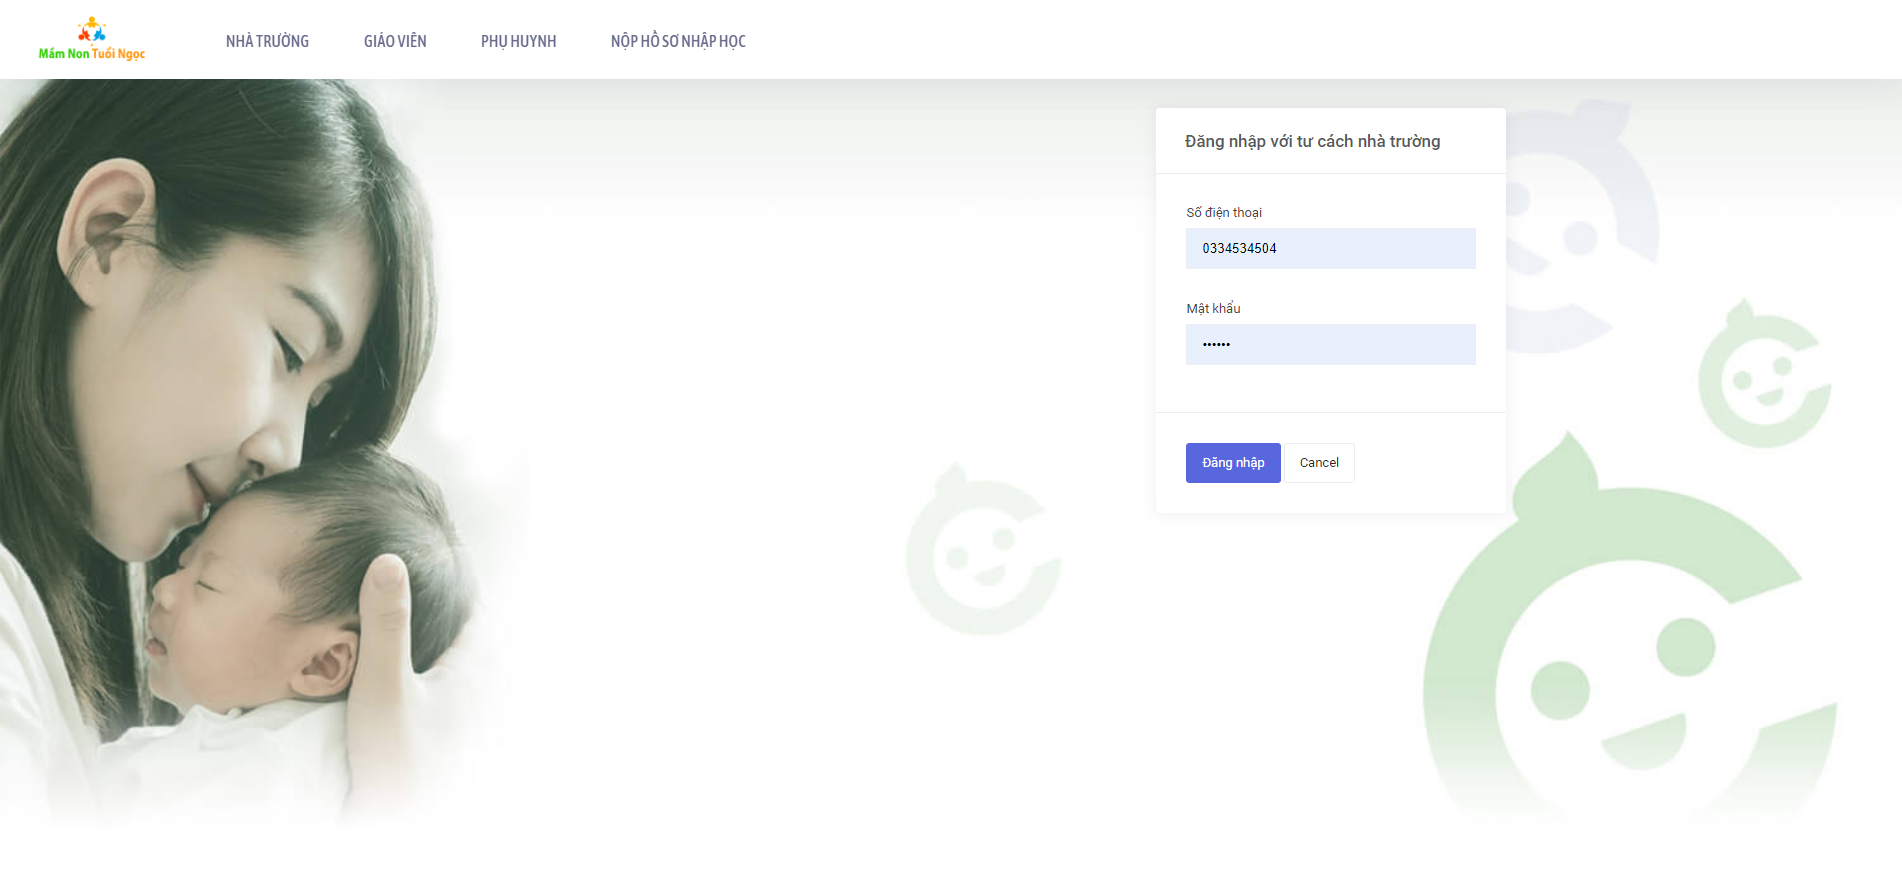 Mầm Non Tuổi Ngọc
NHÀ TRƯỜNG
GIÁO VIÊN
PHỤ HUYNH
NỘP HỒ SƠ NHẬP HỌC
Đăng nhập với tư cách nhà trường
Số điện thoại
0334534504
Mật khẩu
••••••
Đăng nhập
Cancel